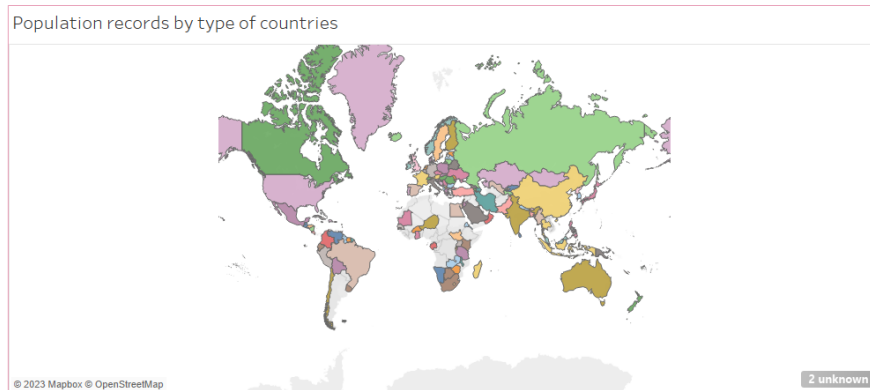 Population records by type of countries
© 2023 Mapbox © OpenStreetMap
2 unknown